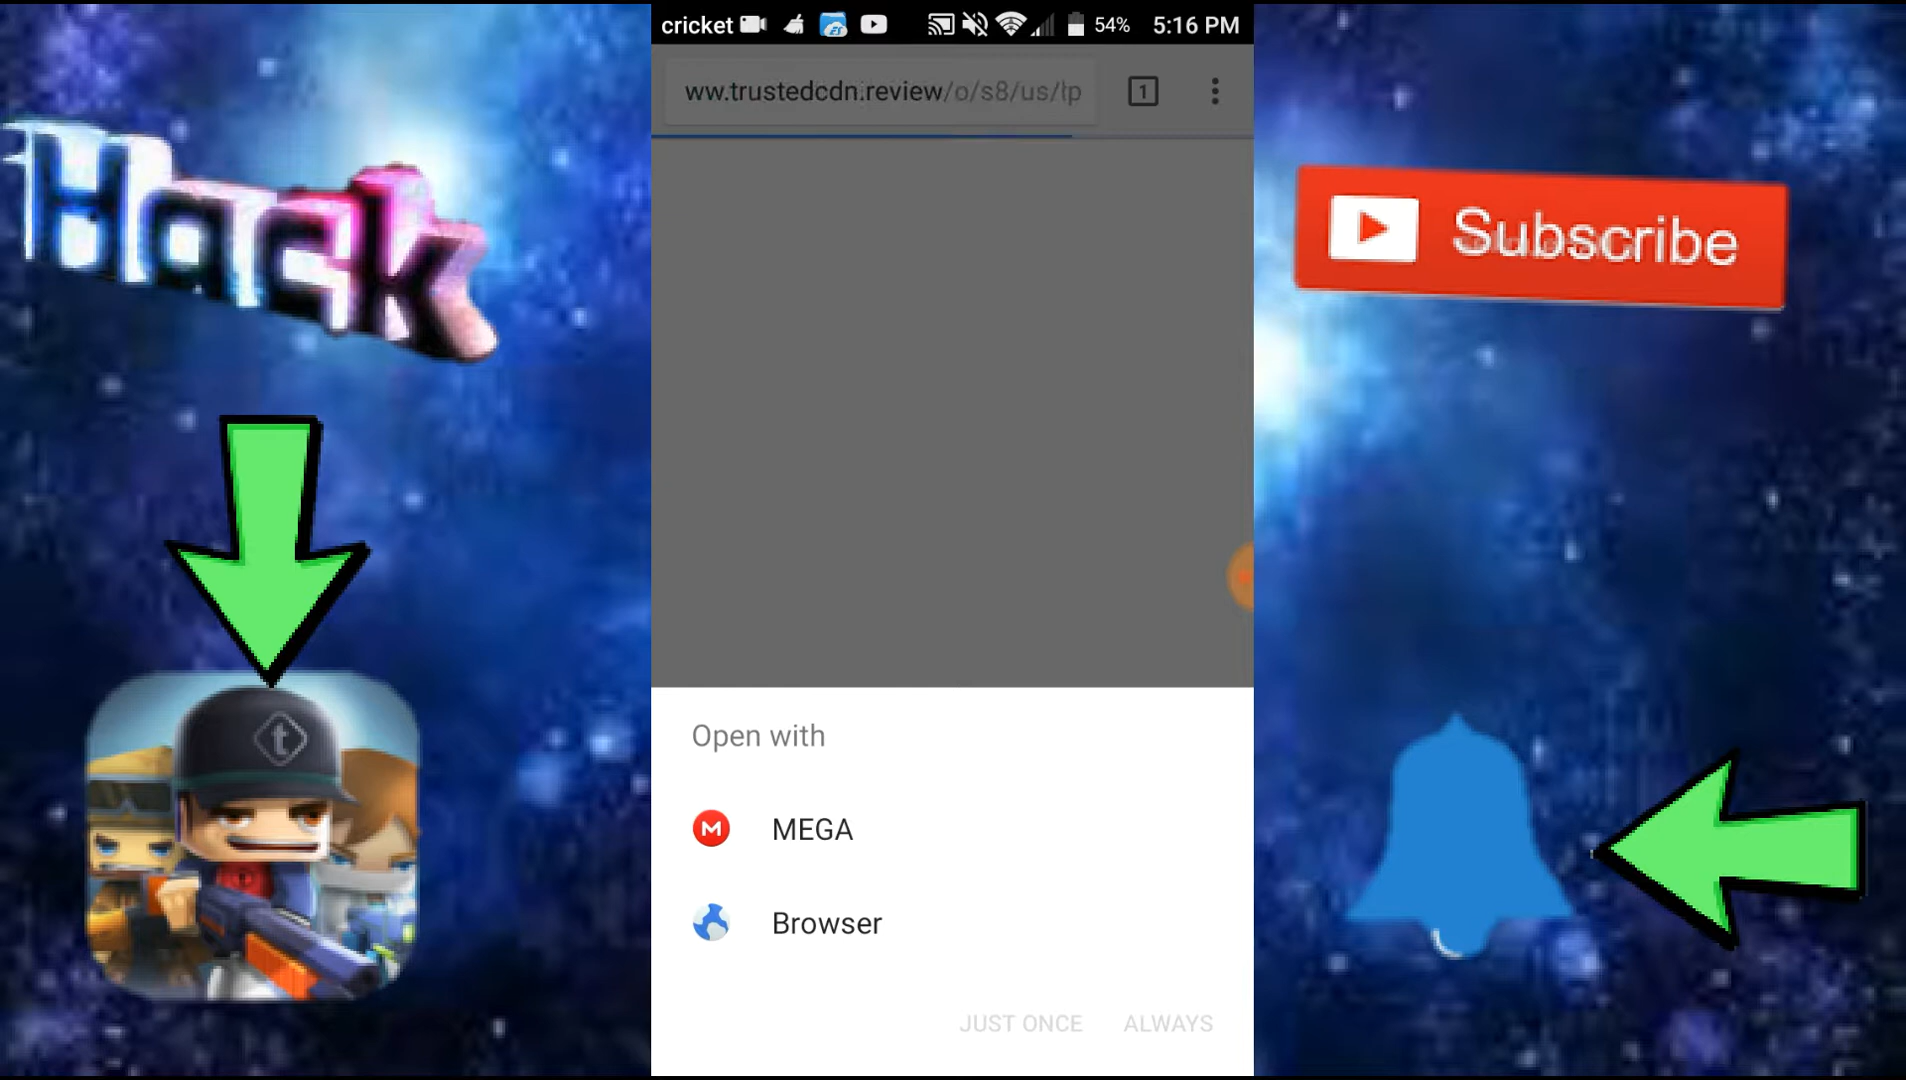 cricket 54% 5:16 PM
ww.trustedcdn.review/o/s8/us/lp
1
Hack
Subscribe
t
Open with
M MEGA
Browser
JUST ONCE ALWAYS